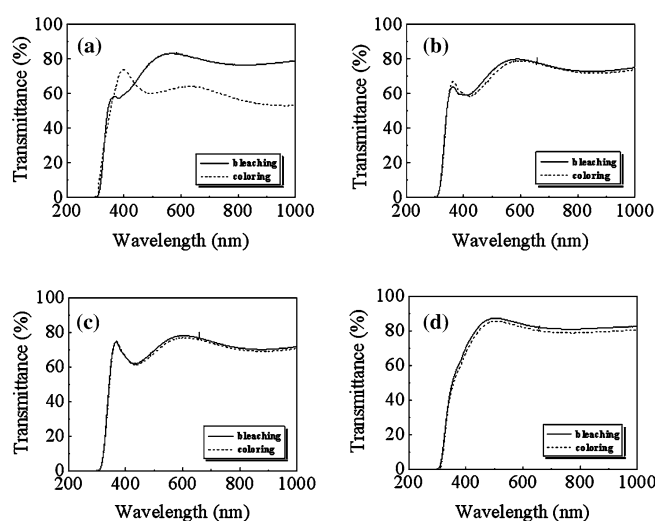 (a)
Transmittance (%)
100
80
60
40
20
0
bleaching
coloring
200 400 600 800 1000
Wavelength (nm)
(b)
Transmittance (%)
100
80
60
40
20
0
bleaching
coloring
200 400 600 800 1000
Wavelength (nm)
(c)
Transmittance (%)
100
80
60
40
20
0
bleaching
coloring
200 400 600 800 1000
Wavelength (nm)
(d)
Transmittance (%)
100
80
60
40
20
0
bleaching
coloring
200 400 600 800 1000
Wavelength (nm)